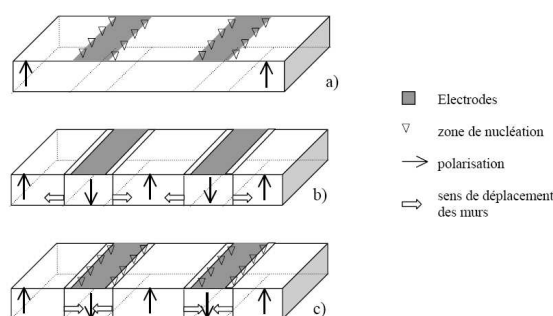 a)
b)
c)
Electrodes
zone de nucléation
polarisation
sens de déplacement
des murs